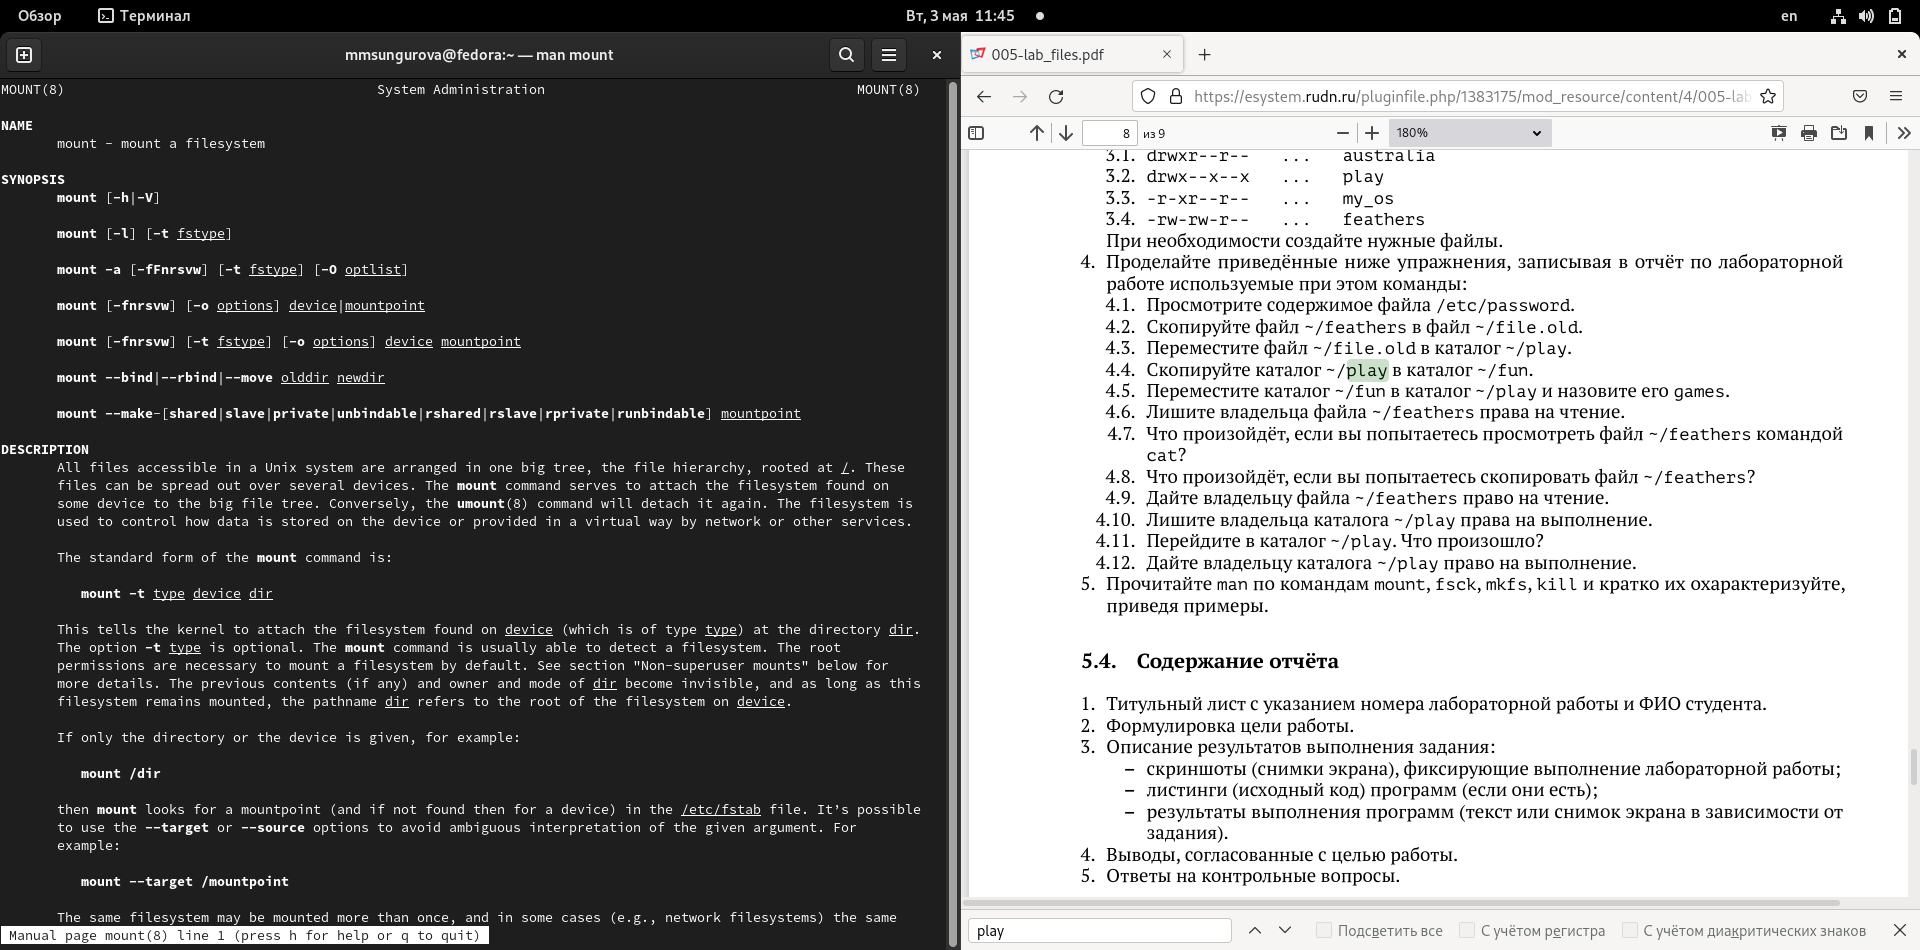 Обзор
Терминал
Вт, 3 мая 11:45
en
mmsungurova@fedora:~ — man mount
MOUNT(8) System Administration MOUNT(8)
NAME
mount - mount a filesystem
SYNOPSIS
mount [-h|-V]
mount [-l] [-t fstype]
mount -a [-fFnrsvw] [-t fstype] [-O optlist]
mount [-fnrsvw] [-o options] device|mountpoint
mount [-fnrsvw] [-t fstype] [-o options] device mountpoint
mount --bind|--rbind|--move olddir newdir
mount --make-[shared|slave|private|unbindable|rshared|rslave|rprivate|runbindable] mountpoint
DESCRIPTION
All files accessible in a Unix system are arranged in one big tree, the file hierarchy, rooted at /. These
files can be spread out over several devices. The mount command serves to attach the filesystem found on
some device to the big file tree. Conversely, the umount(8) command will detach it again. The filesystem is
used to control how data is stored on the device or provided in a virtual way by network or other services.
The standard form of the mount command is:
mount -t type device dir
This tells the kernel to attach the filesystem found on device (which is of type type) at the directory dir.
The option -t type is optional. The mount command is usually able to detect a filesystem. The root
permissions are necessary to mount a filesystem by default. See section "Non-superuser mounts" below for
more details. The previous contents (if any) and owner and mode of dir become invisible, and as long as this
filesystem remains mounted, the pathname dir refers to the root of the filesystem on device.
If only the directory or the device is given, for example:
mount /dir
then mount looks for a mountpoint (and if not found then for a device) in the /etc/fstab file. It’s possible
to use the --target or --source options to avoid ambiguous interpretation of the given argument. For
example:
mount --target /mountpoint
The same filesystem may be mounted more than once, and in some cases (e.g., network filesystems) the same
Manual page mount(8) line 1 (press h for help or q to quit)
005-lab_files.pdf
https://esystem.rudn.ru/pluginfile.php/1383175/mod_resource/content/4/005-lab
8 из 9
180%
3.1. drwxr--r-- ... australia
3.2. drwx--x--x ... play
3.3. -r-xr--r-- ... my_os
3.4. -rw-rw-r-- ... feathers
При необходимости создайте нужные файлы.
4. Проделайте приведённые ниже упражнения, записывая в отчёт по лабораторной
работе используемые при этом команды:
4.1. Просмотрите содержимое файла /etc/password.
4.2. Скопируйте файл ~/feathers в файл ~/file.old.
4.3. Переместите файл ~/file.old в каталог ~/play.
4.4. Скопируйте каталог ~/play в каталог ~/fun.
4.5. Переместите каталог ~/fun в каталог ~/play и назовите его games.
4.6. Лишите владельца файла ~/feathers права на чтение.
4.7. Что произойдёт, если вы попытаетесь просмотреть файл ~/feathers командой
cat?
4.8. Что произойдёт, если вы попытаетесь скопировать файл ~/feathers?
4.9. Дайте владельцу файла ~/feathers право на чтение.
4.10. Лишите владельца каталога ~/play права на выполнение.
4.11. Перейдите в каталог ~/play. Что произошло?
4.12. Дайте владельцу каталога ~/play право на выполнение.
5. Прочитайте man по командам mount, fsck, mkfs, kill и кратко их охарактеризуйте,
приведя примеры.
5.4. Содержание отчёта
1. Титульный лист с указанием номера лабораторной работы и ФИО студента.
2. Формулировка цели работы.
3. Описание результатов выполнения задания:
– скриншоты (снимки экрана), фиксирующие выполнение лабораторной работы;
– листинги (исходный код) программ (если они есть);
– результаты выполнения программ (текст или снимок экрана в зависимости от
задания).
4. Выводы, согласованные с целью работы.
5. Ответы на контрольные вопросы.
play
Подсветить все
С учётом регистра
С учётом диакритических знаков